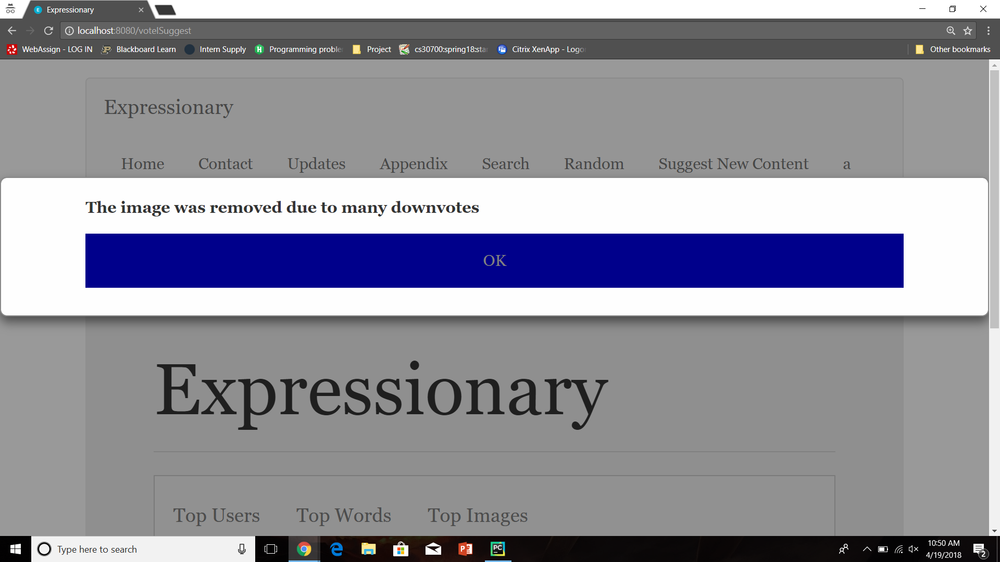 Expressionary
localhost:8080/voteISuggest
WebAssign - LOG IN Blackboard Learn Intern Supply Programming proble Project cs30700:spring18:star Citrix XenApp - Logo Other bookmarks
Expressionary
Home Contact Updates Appendix Search Random Suggest New Content a
The image was removed due to many downvotes
OK
Expressionary
Top Users Top Words Top Images
Type here to search
10:50 AM
4/19/2018
2